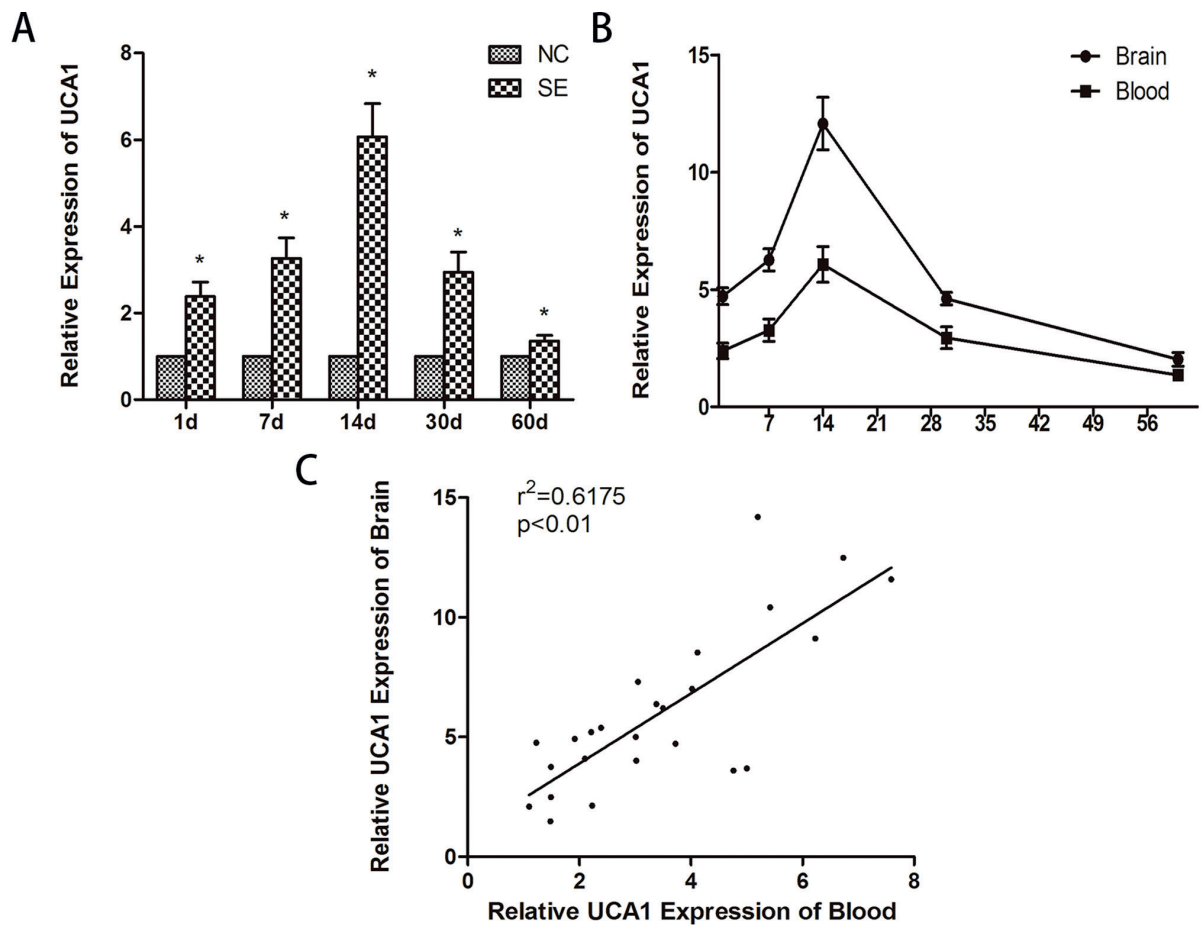 A
Relative Expression of UCA1
8
6
4
2
0
NC
SE
*
*
*
*
*
1d
7d
14d
30d
60d
B
Relative Expression of UCA1
15
10
5
0
Brain
Blood
7
14
21
28
35
42
49
56
C
Relative UCA1 Expression of Brain
15
10
5
0
r²=0.6175
p<0.01
0
2
4
6
8
Relative UCA1 Expression of Blood